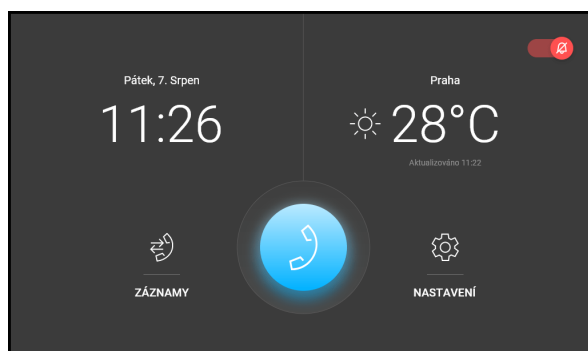 Pátek, 7. Srpen
11:26
Praha
28°C
Aktualizováno 11:22
ZÁZNAMY
NASTAVENÍ